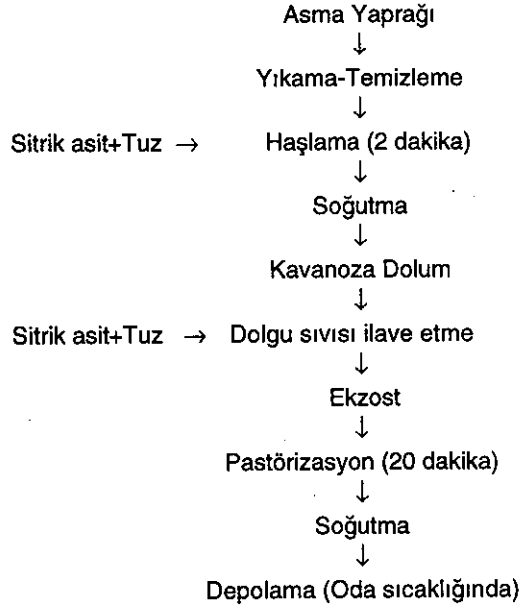 Asma Yaprağı
↓
Yıkama-Temizleme
↓
Sitrik asit+Tuz → Haşlama (2 dakika)
↓
Soğutma
↓
Kavanoza Dolum
↓
Sitrik asit+Tuz → Dolgu sıvısı ilave etme
↓
Ekzost
↓
Pastörizasyon (20 dakika)
↓
Soğutma
↓
Depolama (Oda sıcaklığında)